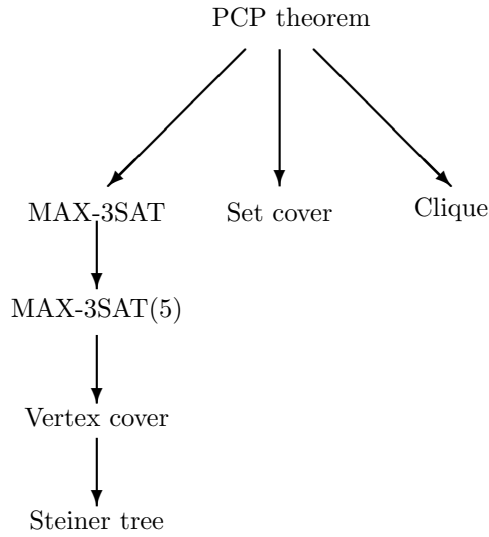 PCP theorem
MAX-3SAT
Set cover
Clique
MAX-3SAT(5)
Vertex cover
Steiner tree